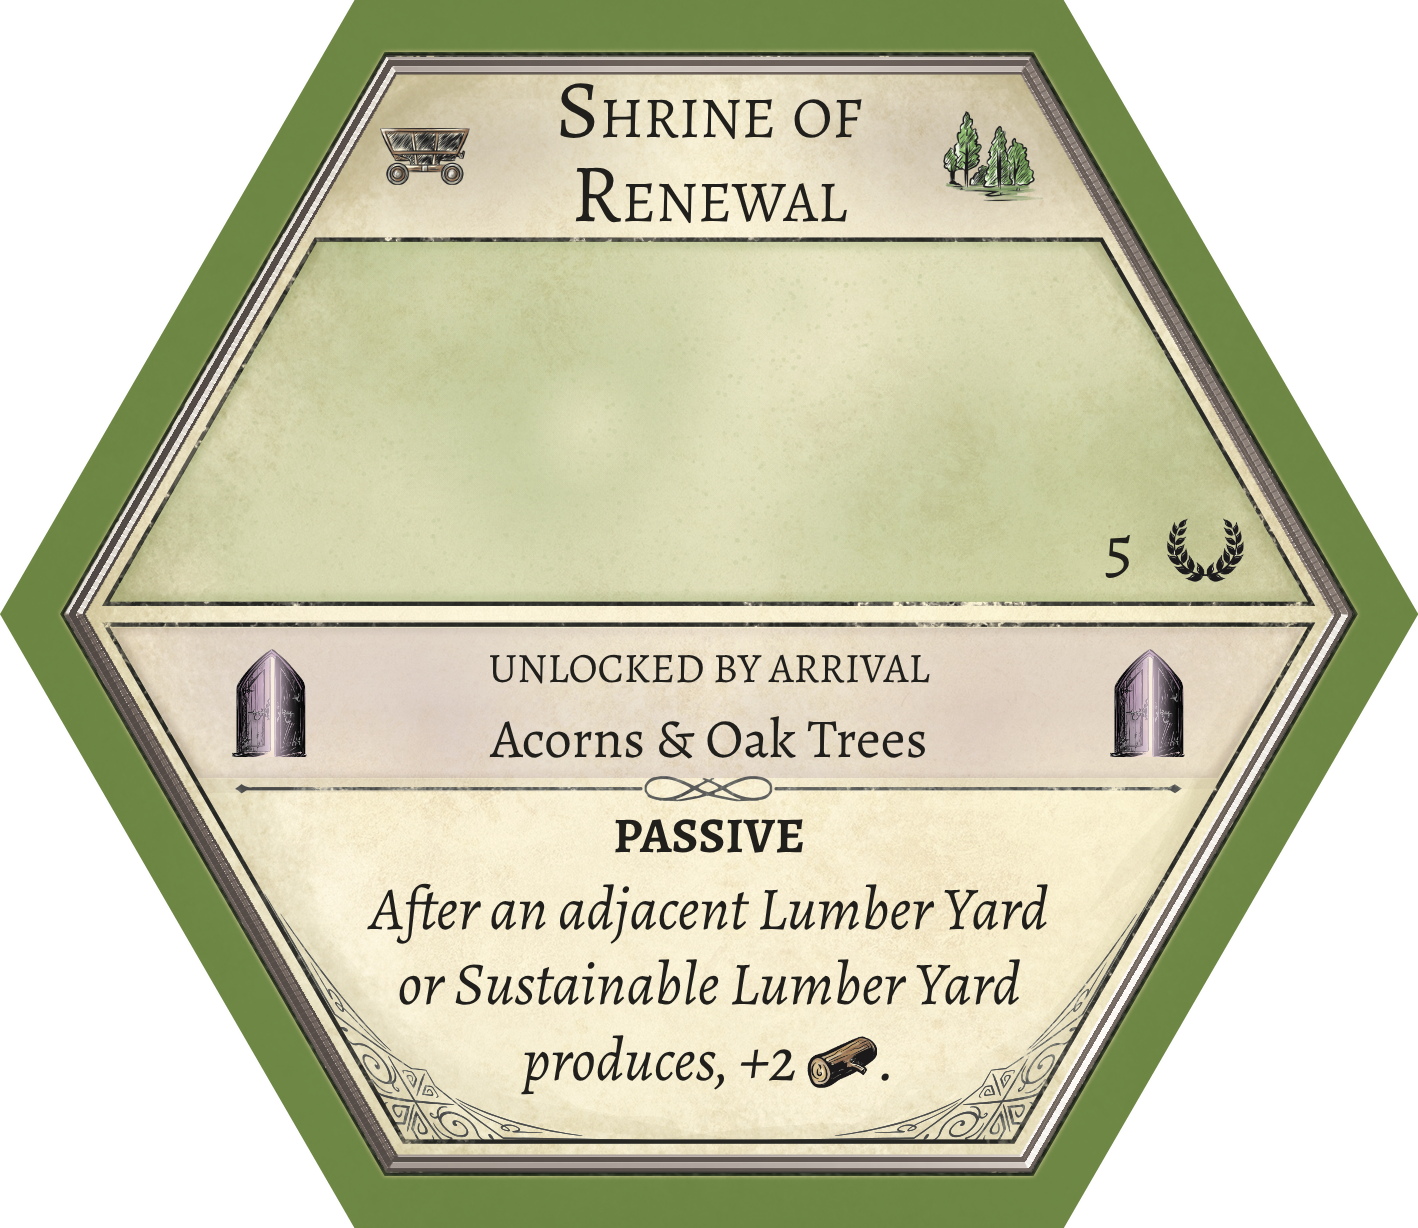 Shrine of
Renewal
5
UNLOCKED BY ARRIVAL
Acorns & Oak Trees
PASSIVE
After an adjacent Lumber Yard
or Sustainable Lumber Yard
produces, +2 .